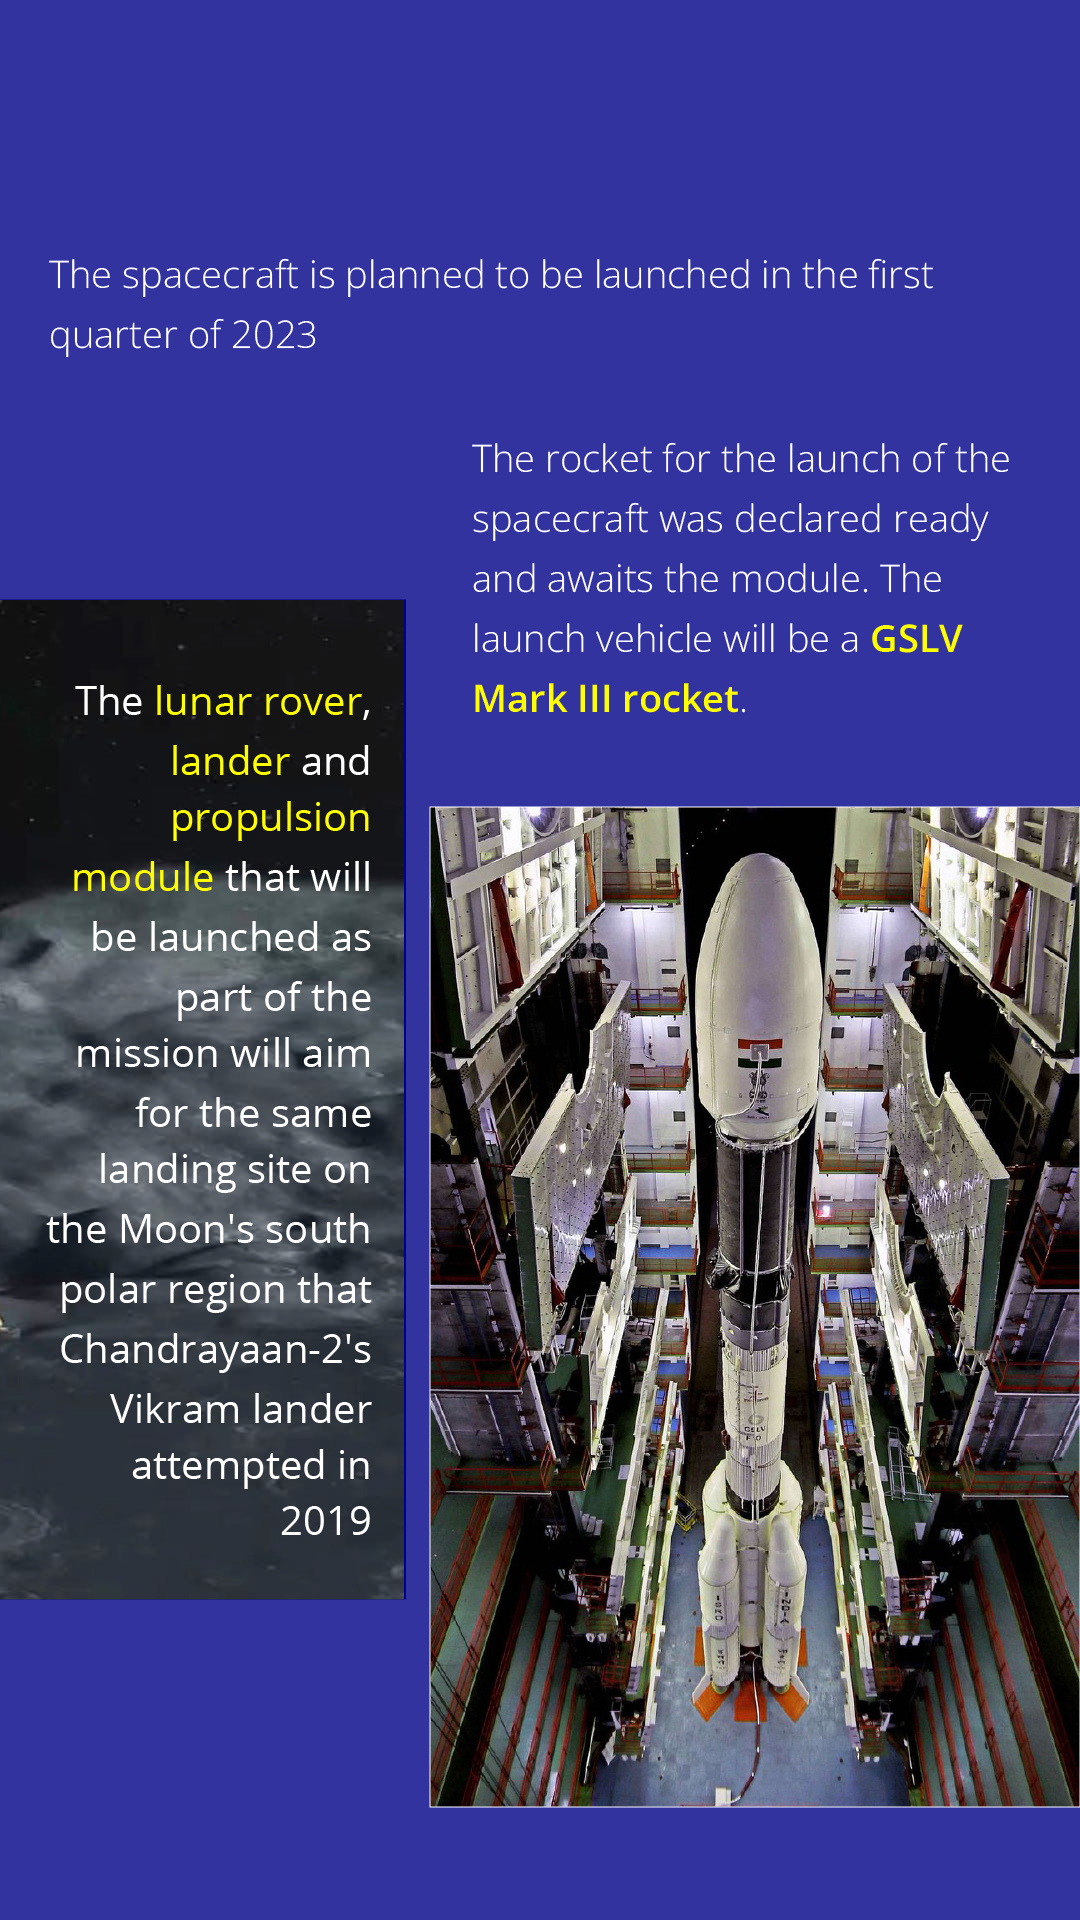 The spacecraft is planned to be launched in the first
quarter of 2023
The rocket for the launch of the
spacecraft was declared ready
and awaits the module. The
launch vehicle will be a GSLV
Mark III rocket.
The lunar rover,
lander and
propulsion
module that will
be launched as
part of the
mission will aim
for the same
landing site on
the Moon's south
polar region that
Chandrayaan-2's
Vikram lander
attempted in
2019
GSLV
ISRO
INDIA